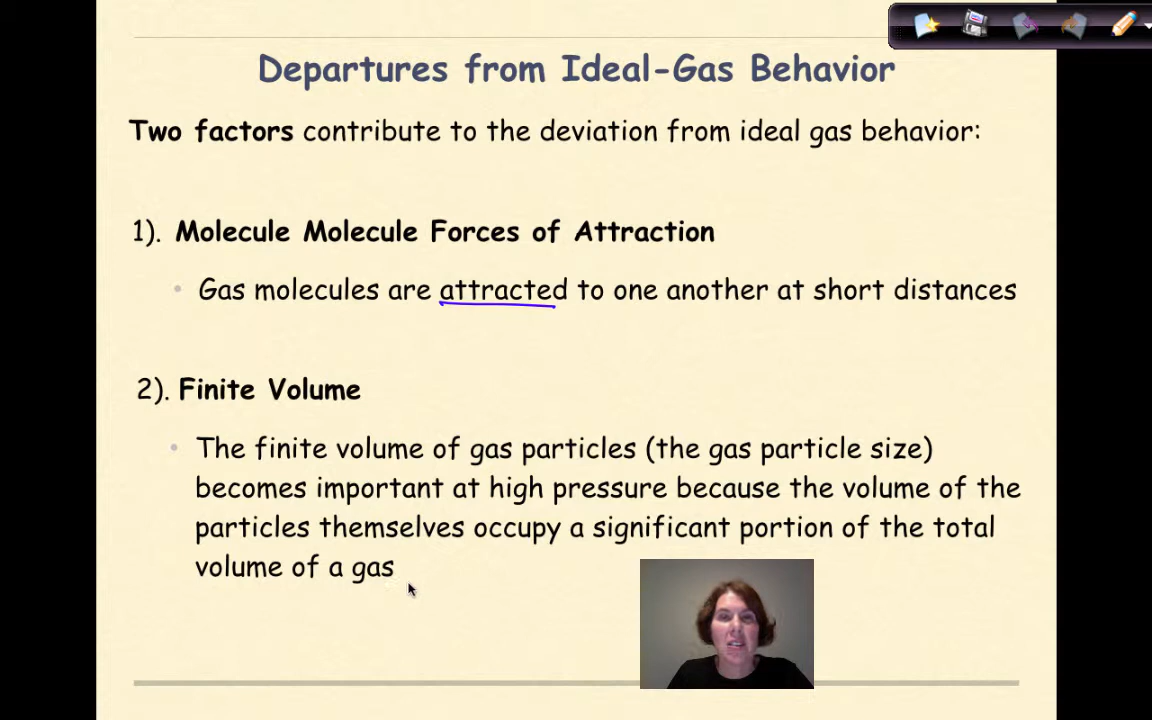 Departures from Ideal-Gas Behavior
Two factors contribute to the deviation from ideal gas behavior:
1). Molecule Molecule Forces of Attraction
• Gas molecules are attracted to one another at short distances
2). Finite Volume
• The finite volume of gas particles (the gas particle size)
becomes important at high pressure because the volume of the
particles themselves occupy a significant portion of the total
volume of a gas